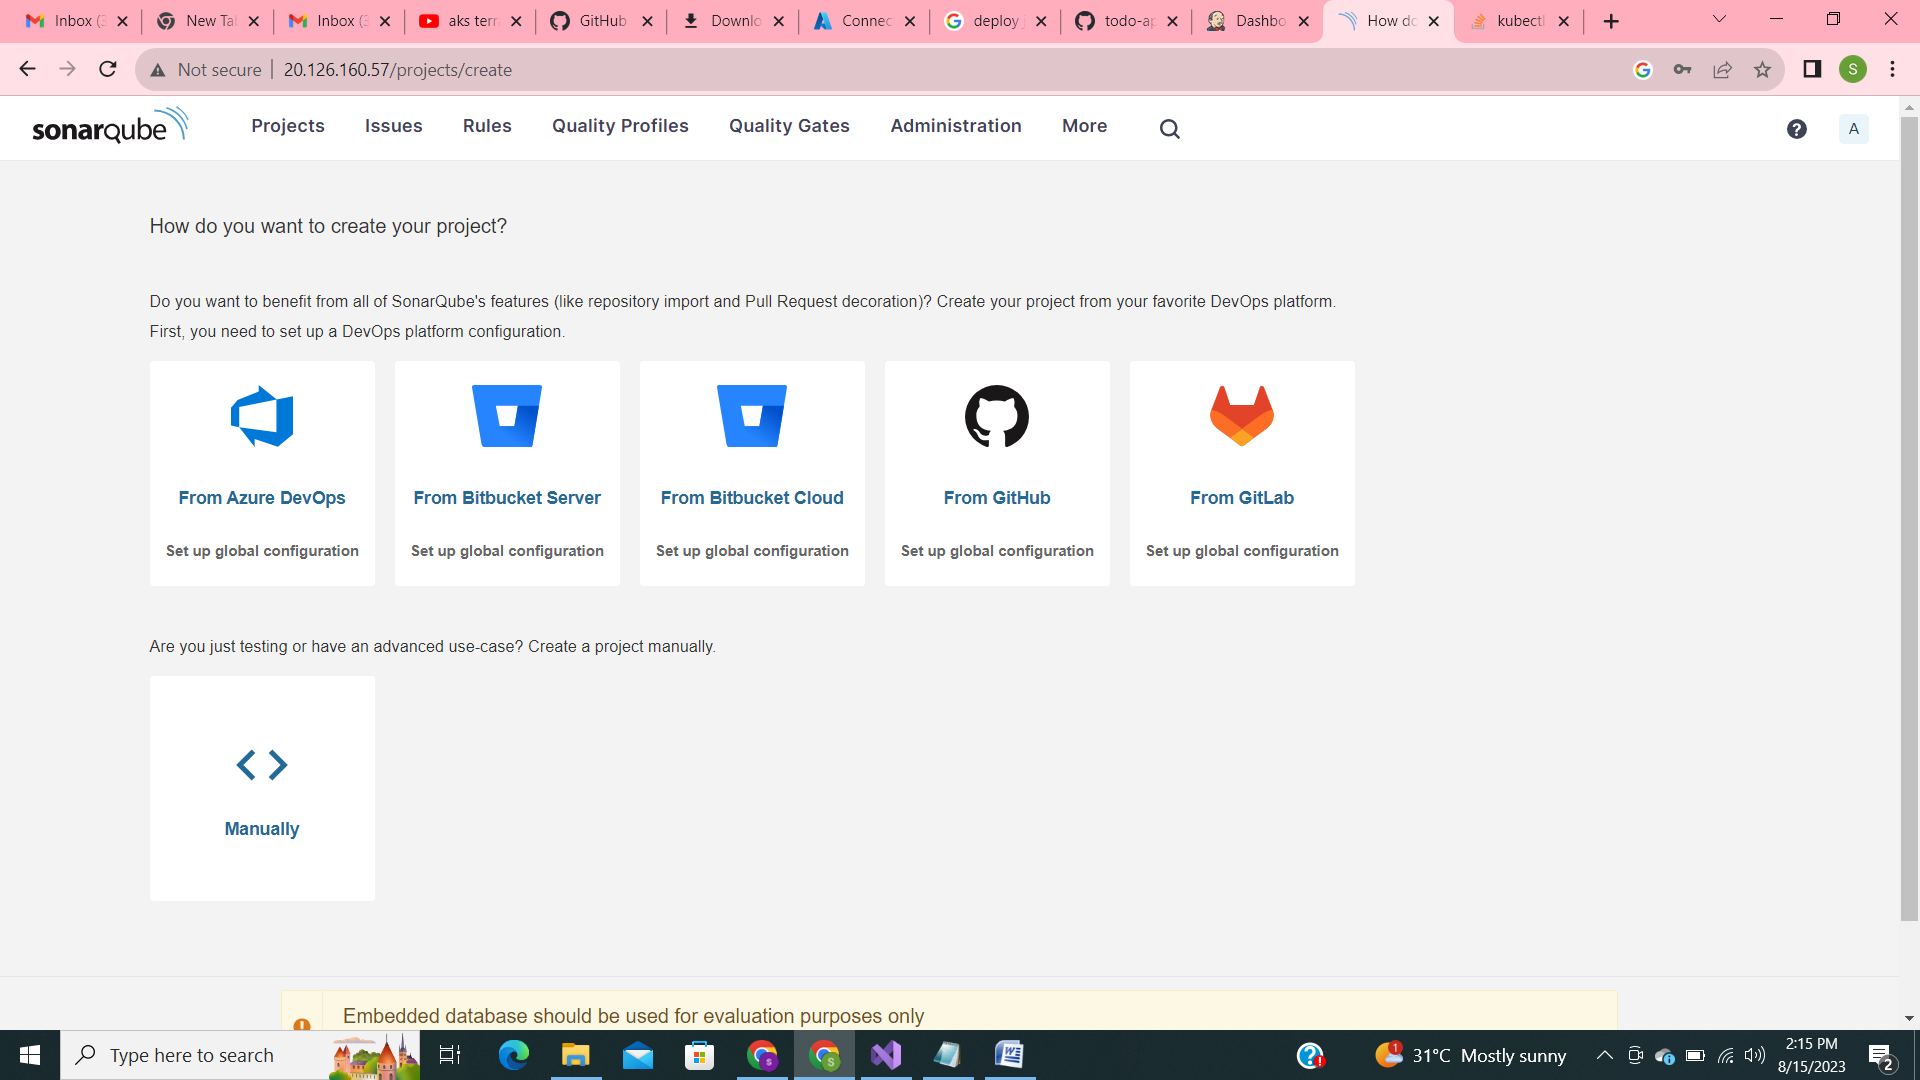 Inbox (3
New Tal
Inbox (3
aks terr
GitHub
Downlo
Connec
deploy j
todo-ap
Dashbo
How do
kubectl
Not secure
20.126.160.57/projects/create
S
sonarqube
Projects
Issues
Rules
Quality Profiles
Quality Gates
Administration
More
?
A
How do you want to create your project?
Do you want to benefit from all of SonarQube's features (like repository import and Pull Request decoration)? Create your project from your favorite DevOps platform.
First, you need to set up a DevOps platform configuration.
From Azure DevOps
From Bitbucket Server
From Bitbucket Cloud
From GitHub
From GitLab
Set up global configuration
Set up global configuration
Set up global configuration
Set up global configuration
Set up global configuration
Are you just testing or have an advanced use-case? Create a project manually.
Manually
Embedded database should be used for evaluation purposes only
Type here to search
1
31°C Mostly sunny
2:15 PM
8/15/2023
2